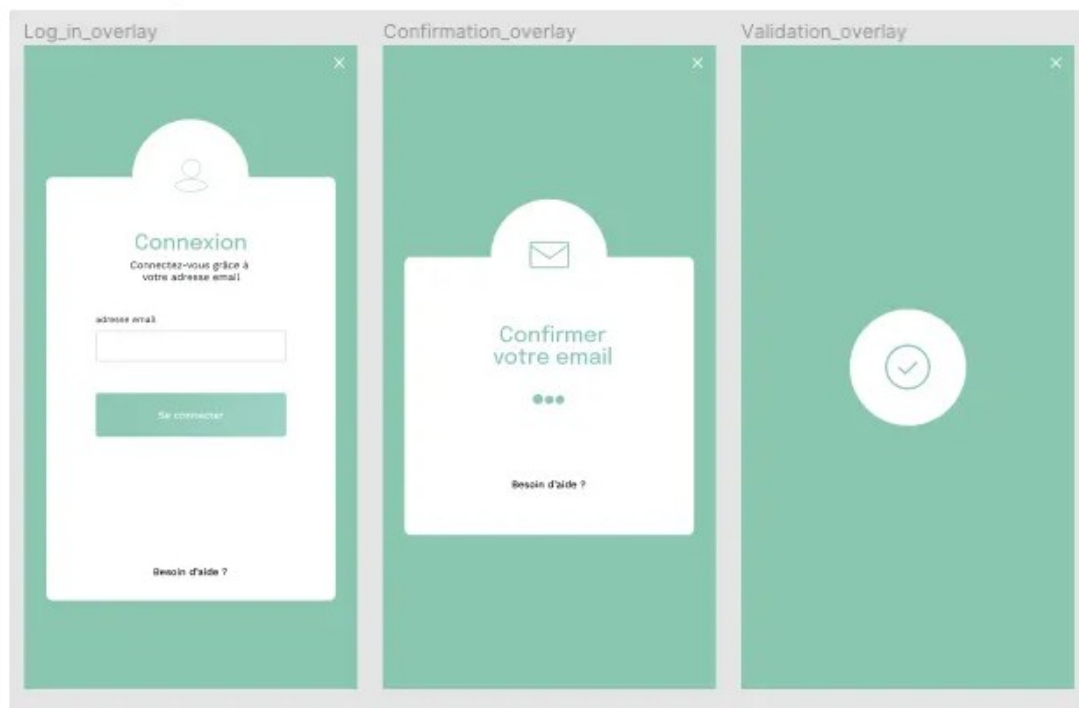 Log_in_overlay
Confirmation_overlay
Validation_overlay
Connexion
Connectez-vous grâce à
votre adresse email
adresse email
Se connecter
Besoin d'aide ?
Confirmer
votre email
Besoin d'aide ?